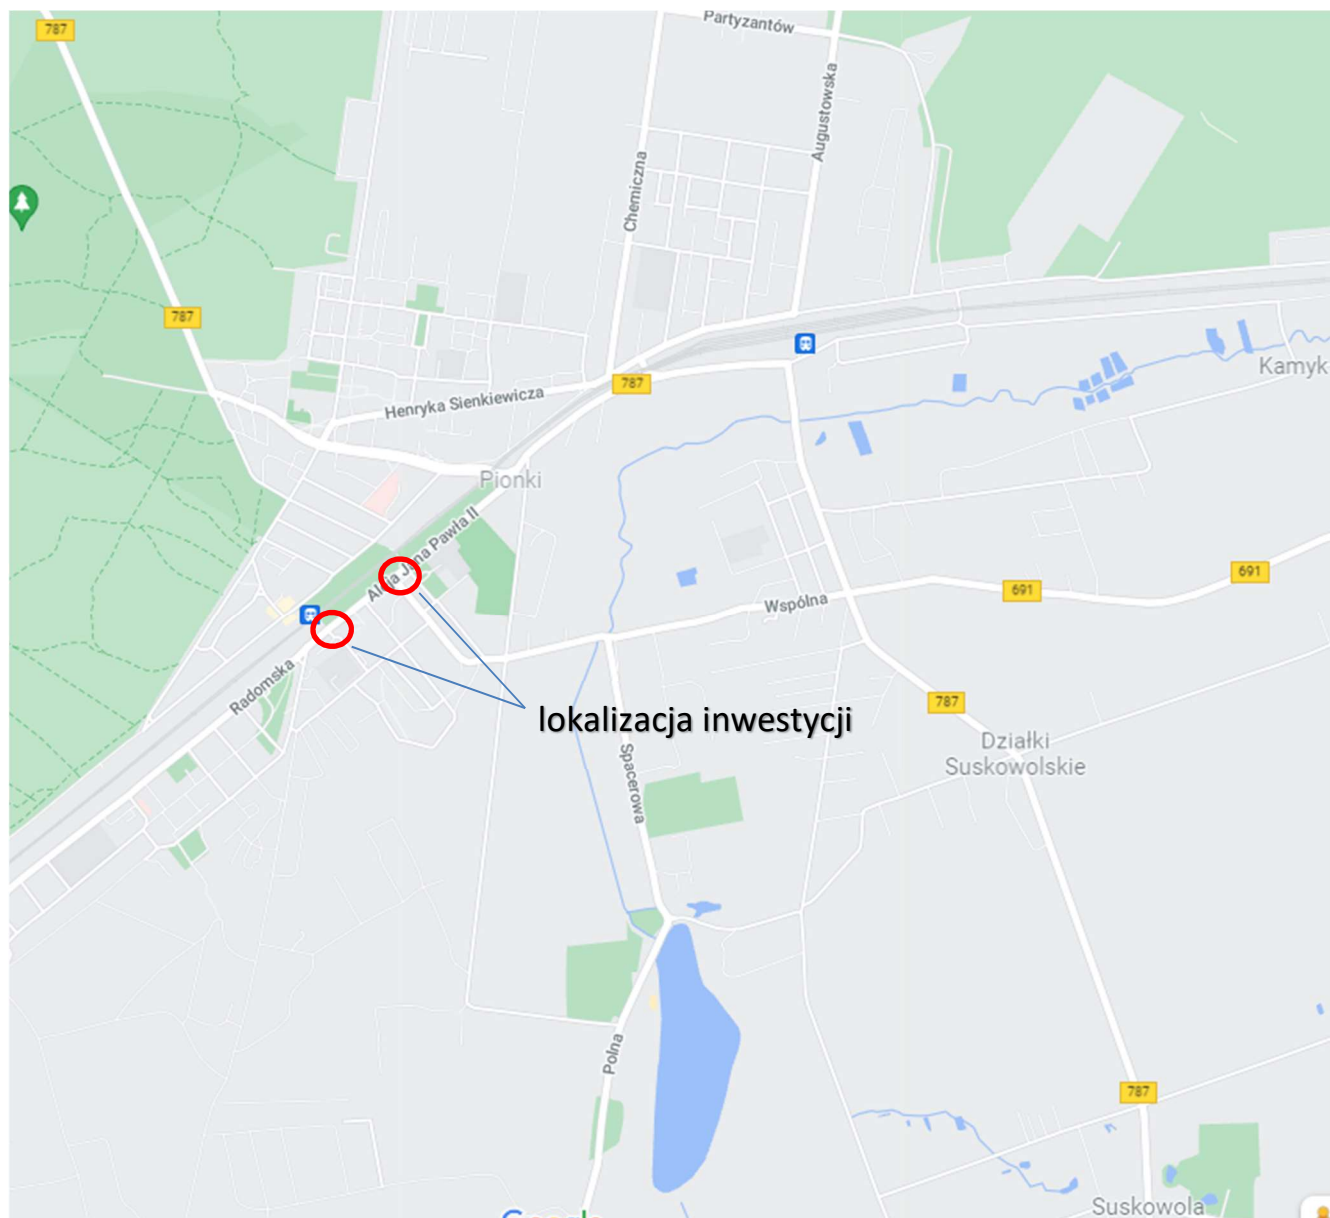 Partyzantów
787
Augustowska
Chemiczna
787
Kamyk
787
Henryka Sienkiewicza
Pionki
Aleja Jana Pawła II
691
691
Wspólna
Radomska
787
lokalizacja inwestycji
Działki
Suskowolskie
Spacerowa
Polna
787
Suskowola